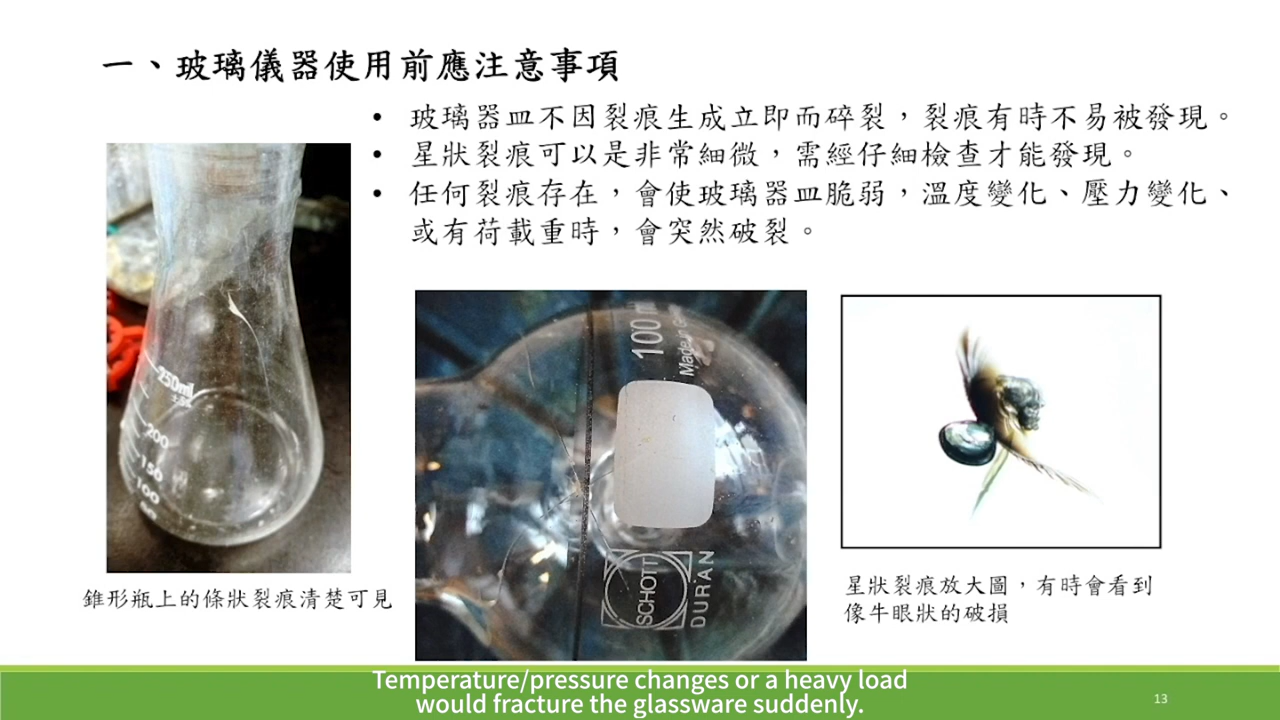 一、玻璃儀器使用前應注意事項
• 玻璃器皿不因裂痕生成立即而碎裂，裂痕有時不易被發現。
• 星狀裂痕可以是非常細微，需經仔細檢查才能發現。
• 任何裂痕存在，會使玻璃器皿脆弱，溫度變化、壓力變化、
或有荷載重時，會突然破裂。
250ml
200
150
100
100 ml
Made in
SCHOTT
DURAN
錐形瓶上的條狀裂痕清楚可見
星狀裂痕放大圖，有時會看到
像牛眼狀的破損
Temperature/pressure changes or a heavy load
would fracture the glassware suddenly.
13